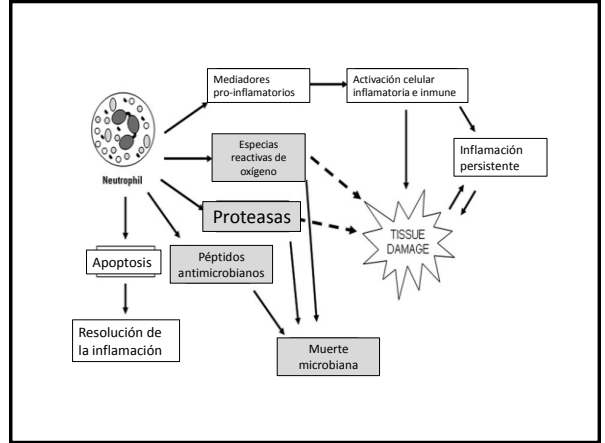 Mediadores
pro-inflamatorios
Activación celular
inflamatoria e inmune
Especias
reactivas de
oxígeno
Inflamación
persistente
Neutrophil
Proteasas
TISSUE
DAMAGE
Apoptosis
Péptidos
antimicrobianos
Resolución de
la inflamación
Muerte
microbiana